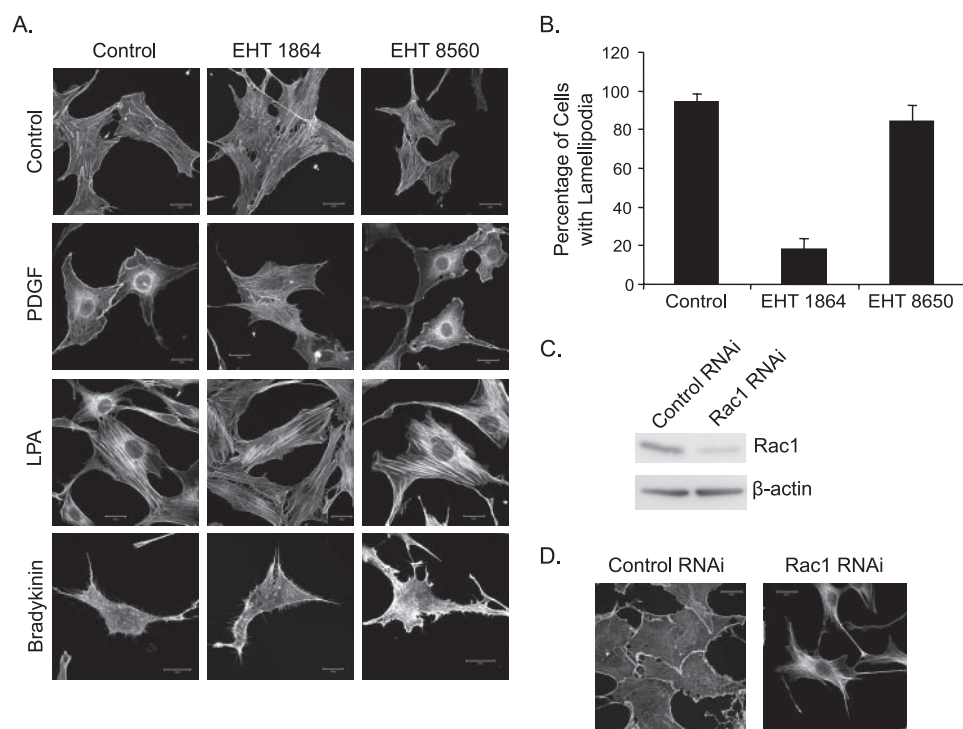 A.
Control
EHT 1864
EHT 8560
Control
PDGF
LPA
Bradykinin
B.
Percentage of Cells
with Lamellipodia
120
100
80
60
40
20
0
Control
EHT 1864
EHT 8650
C.
Control RNAi
Rac1 RNAi
Rac1
β-actin
D.
Control RNAi
Rac1 RNAi